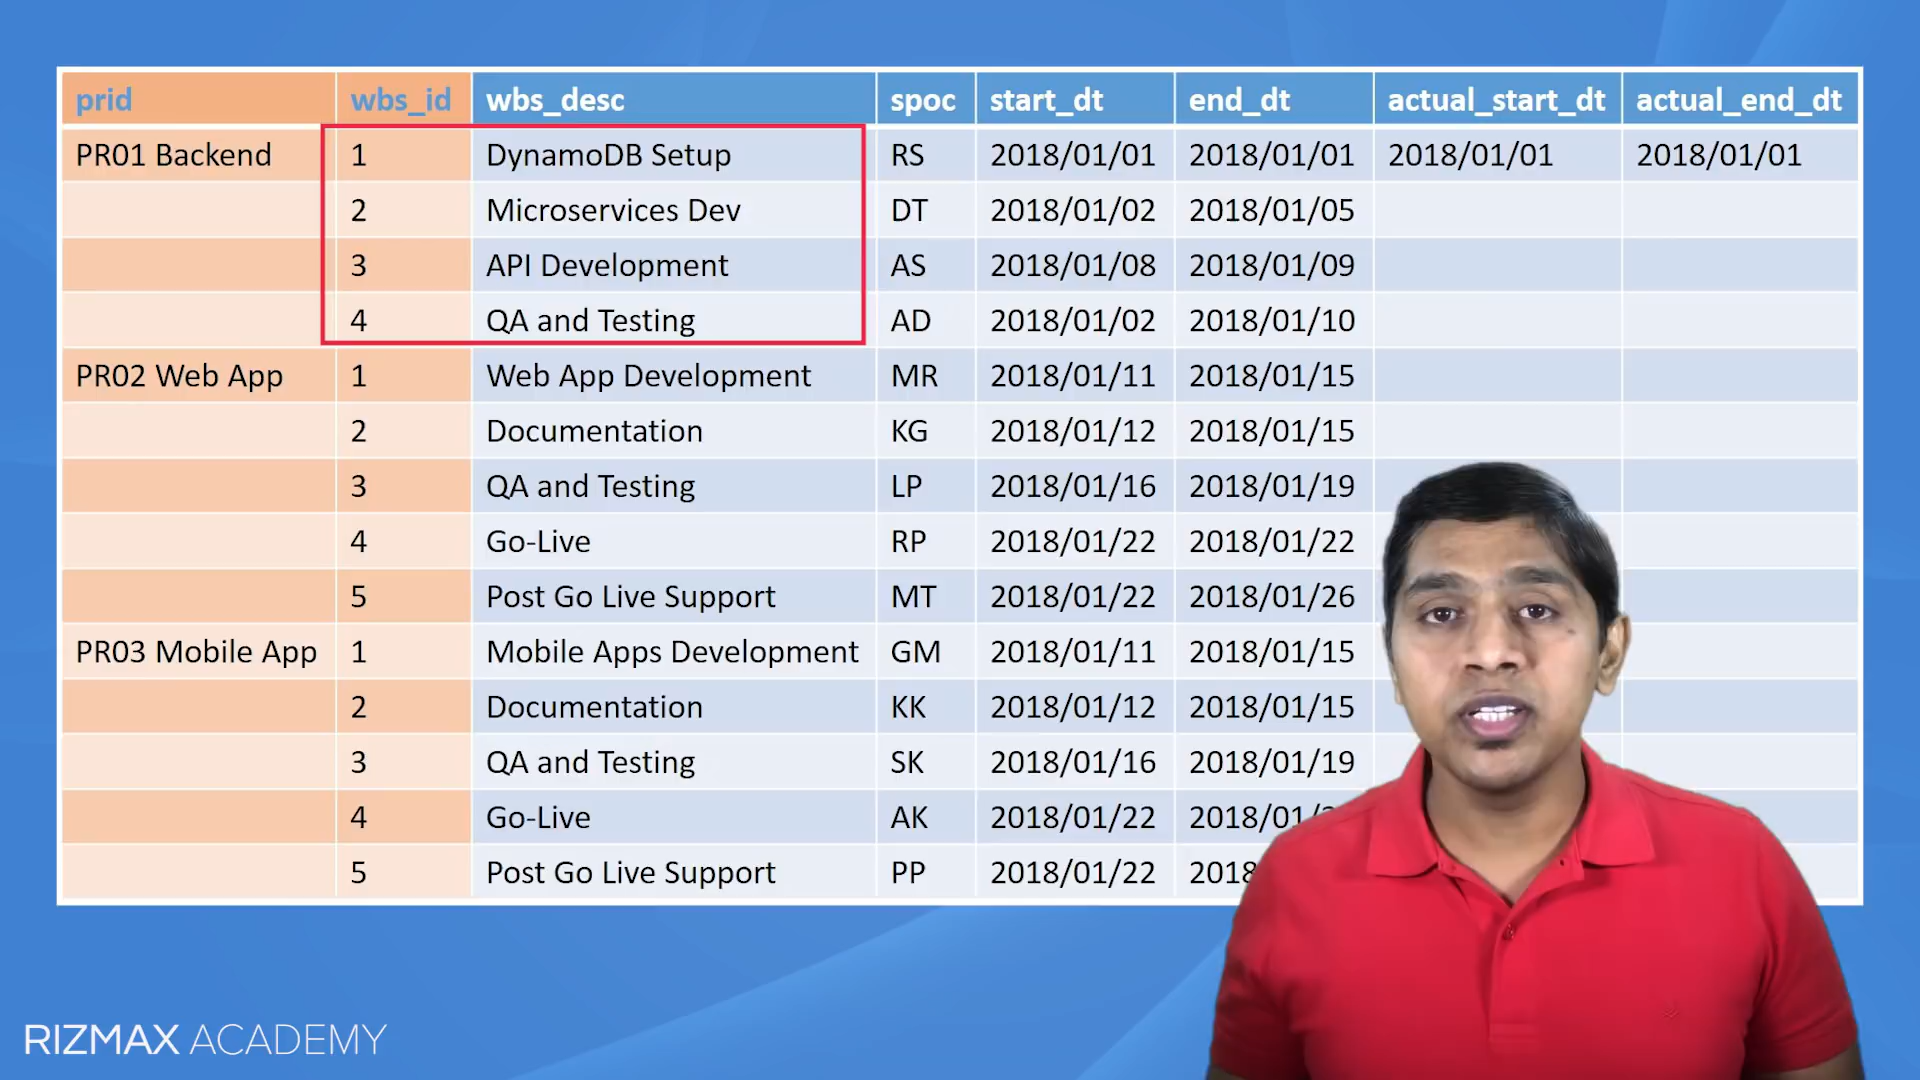 prid wbs_id wbs_desc spoc start_dt end_dt actual_start_dt actual_end_dt
PR01 Backend 1 DynamoDB Setup RS 2018/01/01 2018/01/01 2018/01/01 2018/01/01
2 Microservices Dev DT 2018/01/02 2018/01/05
3 API Development AS 2018/01/08 2018/01/09
4 QA and Testing AD 2018/01/02 2018/01/10
PR02 Web App 1 Web App Development MR 2018/01/11 2018/01/15
2 Documentation KG 2018/01/12 2018/01/15
3 QA and Testing LP 2018/01/16 2018/01/19
4 Go-Live RP 2018/01/22 2018/01/22
5 Post Go Live Support MT 2018/01/22 2018/01/26
PR03 Mobile App 1 Mobile Apps Development GM 2018/01/11 2018/01/15
2 Documentation KK 2018/01/12 2018/01/15
3 QA and Testing SK 2018/01/16 2018/01/19
4 Go-Live AK 2018/01/22
5 Post Go Live Support PP 2018/01/22
RIZMAX ACADEMY